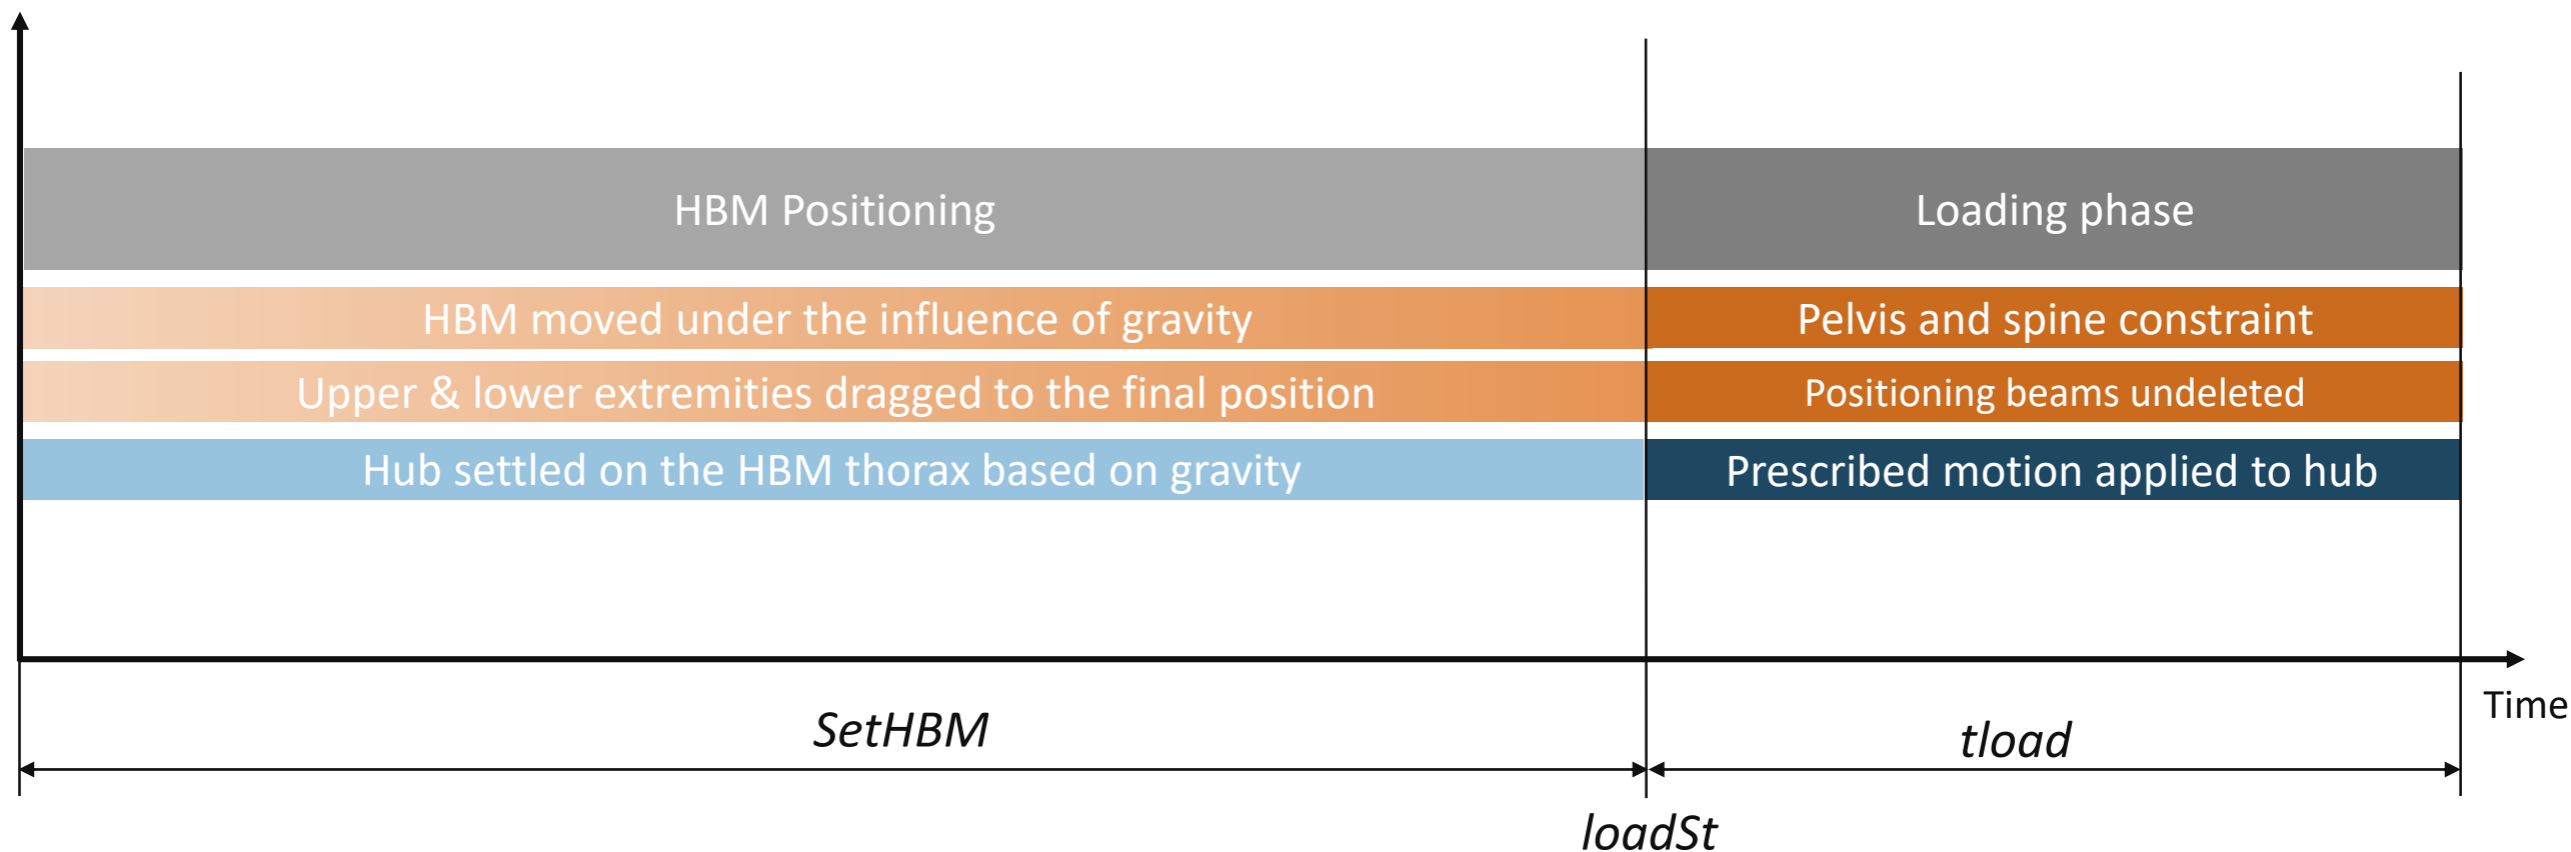 HBM Positioning
Loading phase
HBM moved under the influence of gravity
Pelvis and spine constraint
Upper & lower extremities dragged to the final position
Positioning beams undeleted
Hub settled on the HBM thorax based on gravity
Prescribed motion applied to hub
Time
SetHBM
tload
loadSt